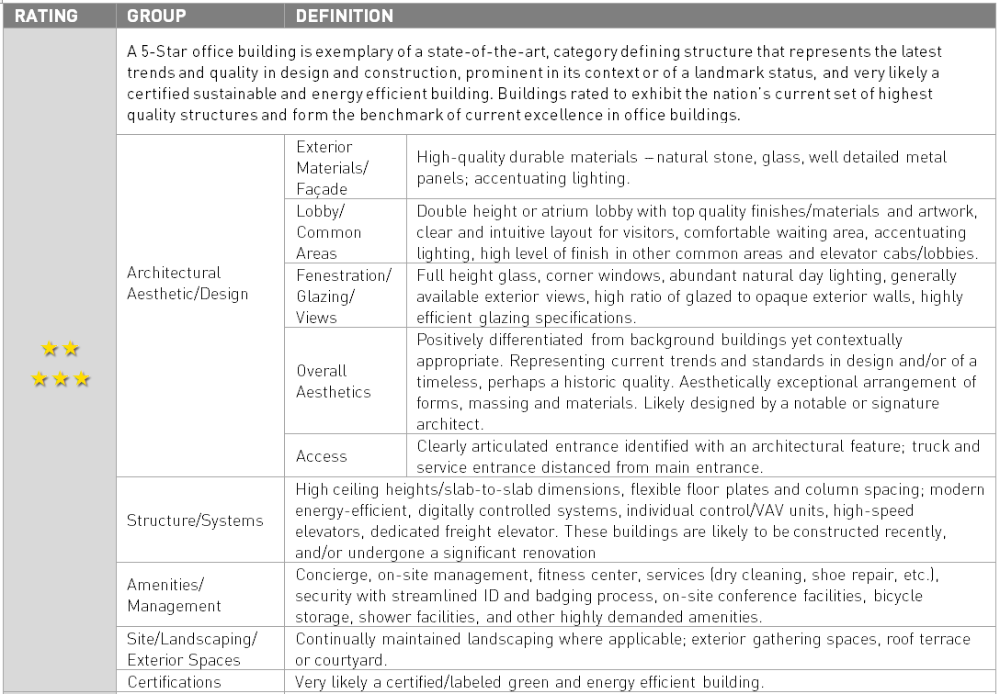 RATING GROUP DEFINITION
A 5-Star office building is exemplary of a state-of-the-art, category defining structure that represents the latest
trends and quality in design and construction, prominent in its context or of a landmark status, and very likely a
certified sustainable and energy efficient building. Buildings rated to exhibit the nation's current set of highest
quality structures and form the benchmark of current excellence in office buildings.
Architectural
Aesthetic/Design
Exterior
Materials/
Façade
High-quality durable materials – natural stone, glass, well detailed metal
panels; accentuating lighting.
Lobby/
Common
Areas
Double height or atrium lobby with top quality finishes/materials and artwork,
clear and intuitive layout for visitors, comfortable waiting area, accentuating
lighting, high level of finish in other common areas and elevator cabs/lobbies.
Fenestration/
Glazing/
Views
Full height glass, corner windows, abundant natural day lighting, generally
available exterior views, high ratio of glazed to opaque exterior walls, highly
efficient glazing specifications.
Overall
Aesthetics
Positively differentiated from background buildings yet contextually
appropriate. Representing current trends and standards in design and/or of a
timeless, perhaps a historic quality. Aesthetically exceptional arrangement of
forms, massing and materials. Likely designed by a notable or signature
architect.
Access
Clearly articulated entrance identified with an architectural feature; truck and
service entrance distanced from main entrance.
Structure/Systems
High ceiling heights/slab-to-slab dimensions, flexible floor plates and column spacing; modern
energy-efficient, digitally controlled systems, individual control/VAV units, high-speed
elevators, dedicated freight elevator. These buildings are likely to be constructed recently,
and/or undergone a significant renovation
Amenities/
Management
Concierge, on-site management, fitness center, services (dry cleaning, shoe repair, etc.),
security with streamlined ID and badging process, on-site conference facilities, bicycle
storage, shower facilities, and other highly demanded amenities.
Site/Landscaping/
Exterior Spaces
Continually maintained landscaping where applicable; exterior gathering spaces, roof terrace
or courtyard.
Certifications
Very likely a certified/labeled green and energy efficient building.